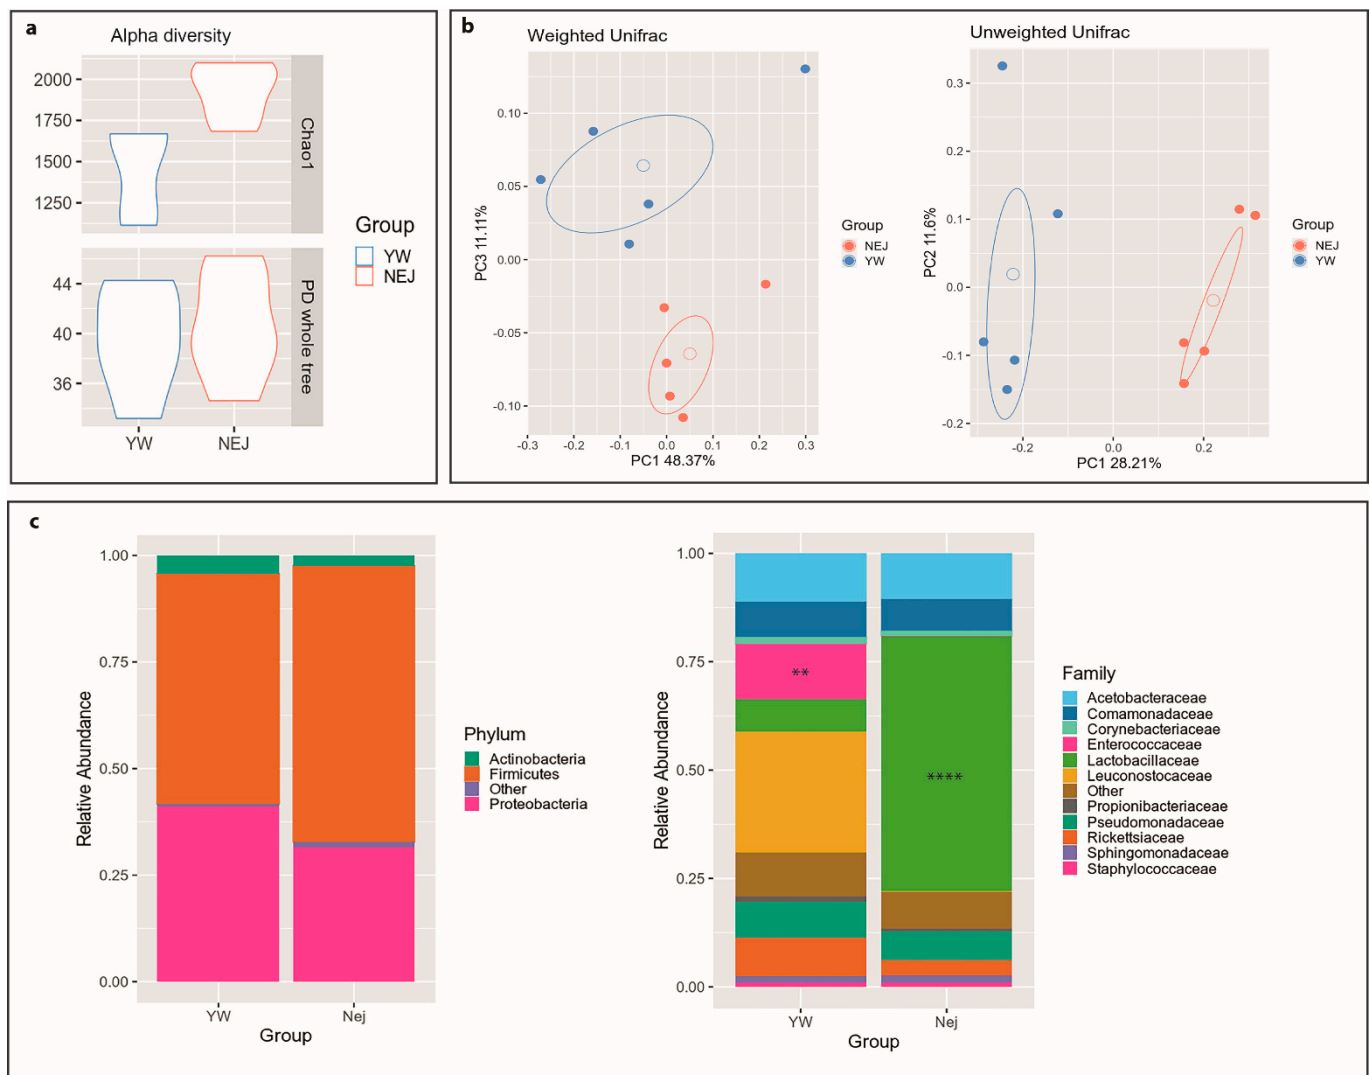 a
Alpha diversity
2000
1750
1500
1250
Chao1
44
40
36
PD whole tree
YW
NEJ
Group
YW
NEJ
b
Weighted Unifrac
0.10
0.05
0.00
-0.05
-0.10
PC3 11.11%
-0.3
-0.2
-0.1
0.0
0.1
0.2
0.3
PC1 48.37%
Group
NEJ
YW
Unweighted Unifrac
0.3
0.2
0.1
0.0
-0.1
-0.2
PC2 11.6%
-0.2
0.0
0.2
PC1 28.21%
Group
NEJ
YW
c
1.00
0.75
0.50
0.25
0.00
Relative Abundance
YW
Nej
Group
Phylum
Actinobacteria
Firmicutes
Other
Proteobacteria
1.00
0.75
0.50
0.25
0.00
Relative Abundance
**
****
YW
Nej
Group
Family
Acetobacteraceae
Comamonadaceae
Corynebacteriaceae
Enterococcaceae
Lactobacillaceae
Leuconostocaceae
Other
Propionibacteriaceae
Pseudomonadaceae
Rickettsiaceae
Sphingomonadaceae
Staphylococcaceae